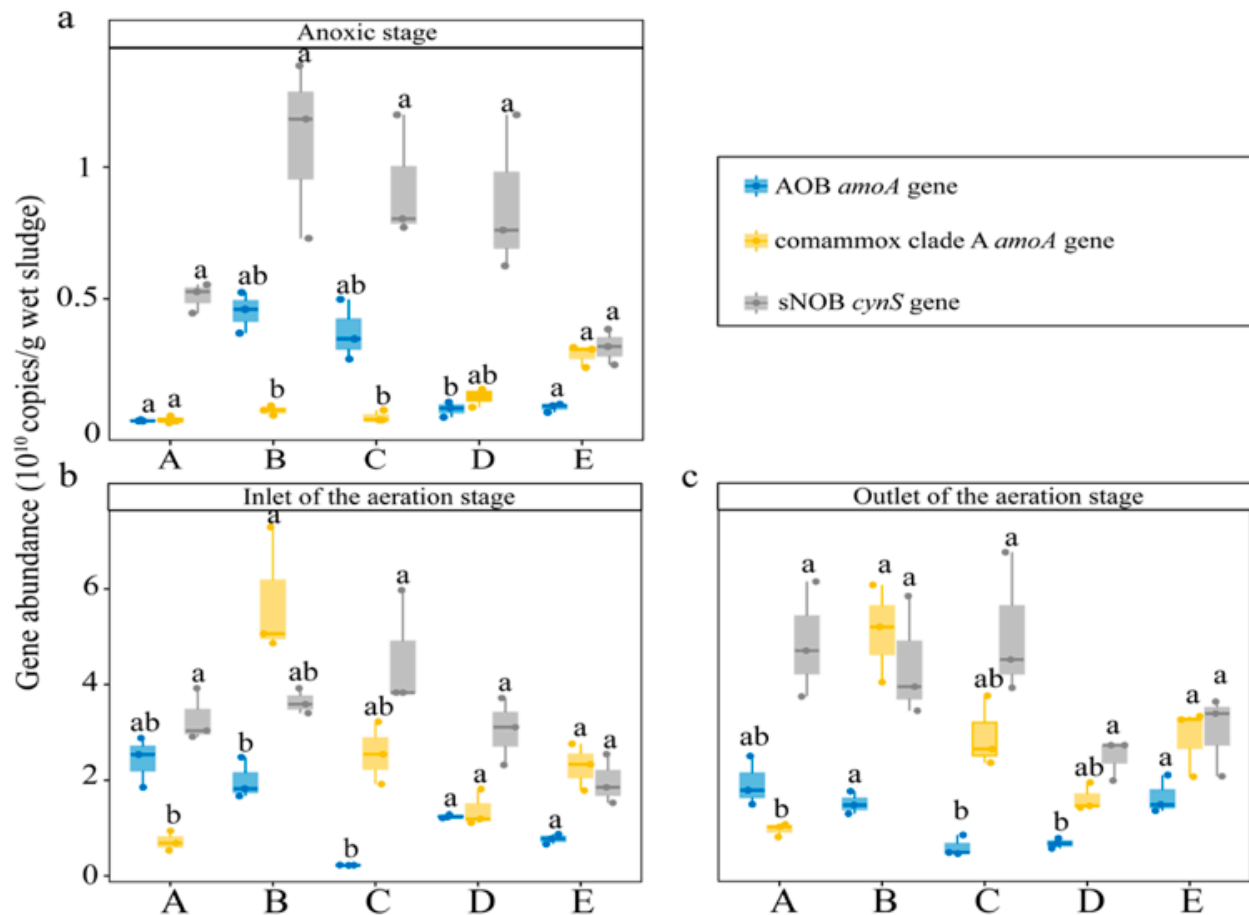 a
Anoxic stage
a
a
a
a
ab
ab
a
a
a
a
b
b
b
ab
a
1
0.5
0
A B C D E
AOB amoA gene
comammox clade A amoA gene
sNOB cynS gene
Gene abundance (10¹⁰ copies/g wet sludge)
b
Inlet of the aeration stage
a
a
a
ab
ab
ab
b
a
a
a
b
b
a
a
a
6
4
2
0
A B C D E
c
Outlet of the aeration stage
a
a
a
a
ab
ab
a
a
a
b
a
b
b
ab
a
A B C D E